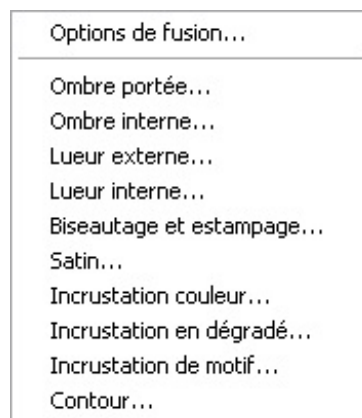 Options de fusion...
Ombre portée...
Ombre interne...
Lueur externe...
Lueur interne...
Biseautage et estampage...
Satin...
Incrustation couleur...
Incrustation en dégradé...
Incrustation de motif...
Contour...